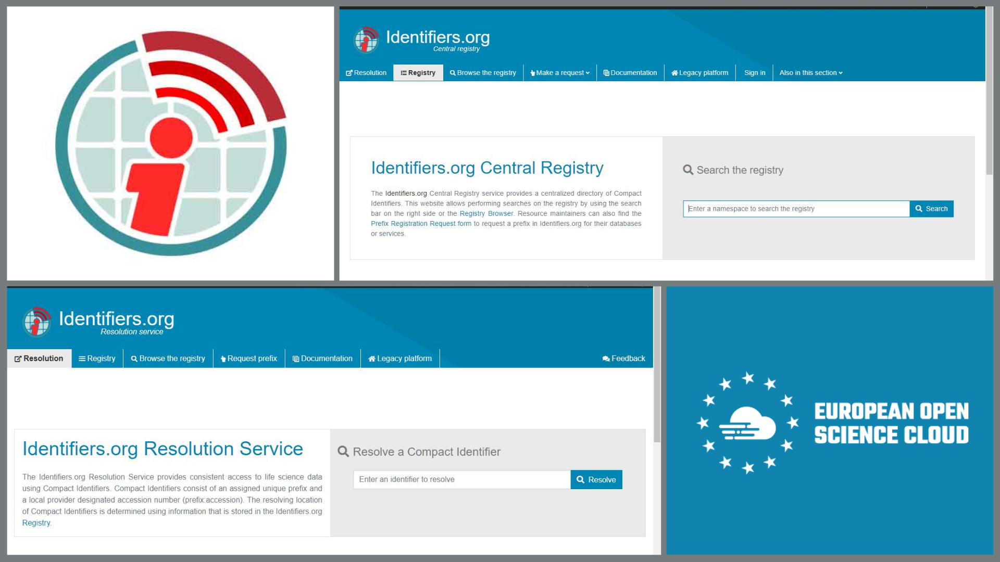 Identifiers.org
Central registry
Resolution
Registry
Browse the registry
Make a request
Documentation
Legacy platform
Sign in
Also in this section
Identifiers.org Central Registry
The Identifiers.org Central Registry service provides a centralized directory of Compact
Identifiers. This website allows performing searches on the registry by using the search
bar on the right side or the Registry Browser. Resource maintainers can also find the
Prefix Registration Request form to request a prefix in Identifiers.org for their databases
or services.
Search the registry
Enter a namespace to search the registry
Search
Identifiers.org
Resolution service
Resolution
Registry
Browse the registry
Request prefix
Documentation
Legacy platform
Feedback
Identifiers.org Resolution Service
The Identifiers.org Resolution Service provides consistent access to life science data
using Compact Identifiers. Compact Identifiers consist of an assigned unique prefix and
a local provider designated accession number (prefix:accession). The resolving location
of Compact Identifiers is determined using information that is stored in the Identifiers.org
Registry.
Resolve a Compact Identifier
Enter an identifier to resolve
Resolve
EUROPEAN OPEN
SCIENCE CLOUD